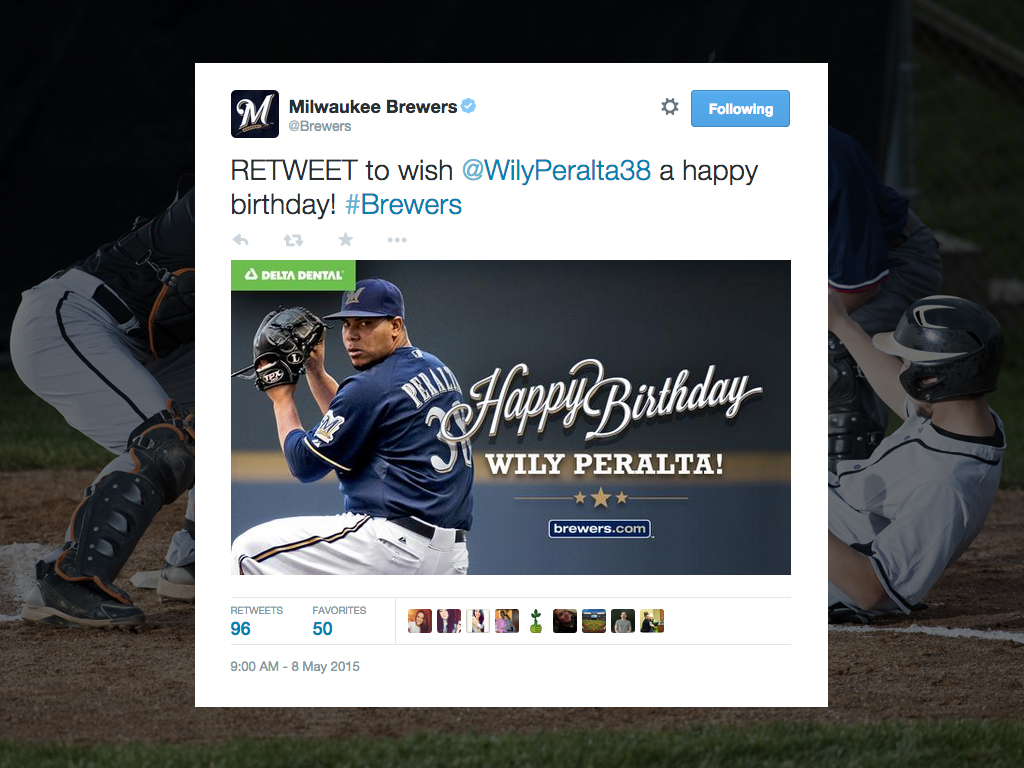 Milwaukee Brewers
@Brewers
Following
RETWEET to wish @WilyPeralta38 a happy
birthday! #Brewers
DELTA DENTAL
PERALTA
Happy Birthday
WILY PERALTA!
brewers.com
RETWEETS FAVORITES
96 50
9:00 AM - 8 May 2015